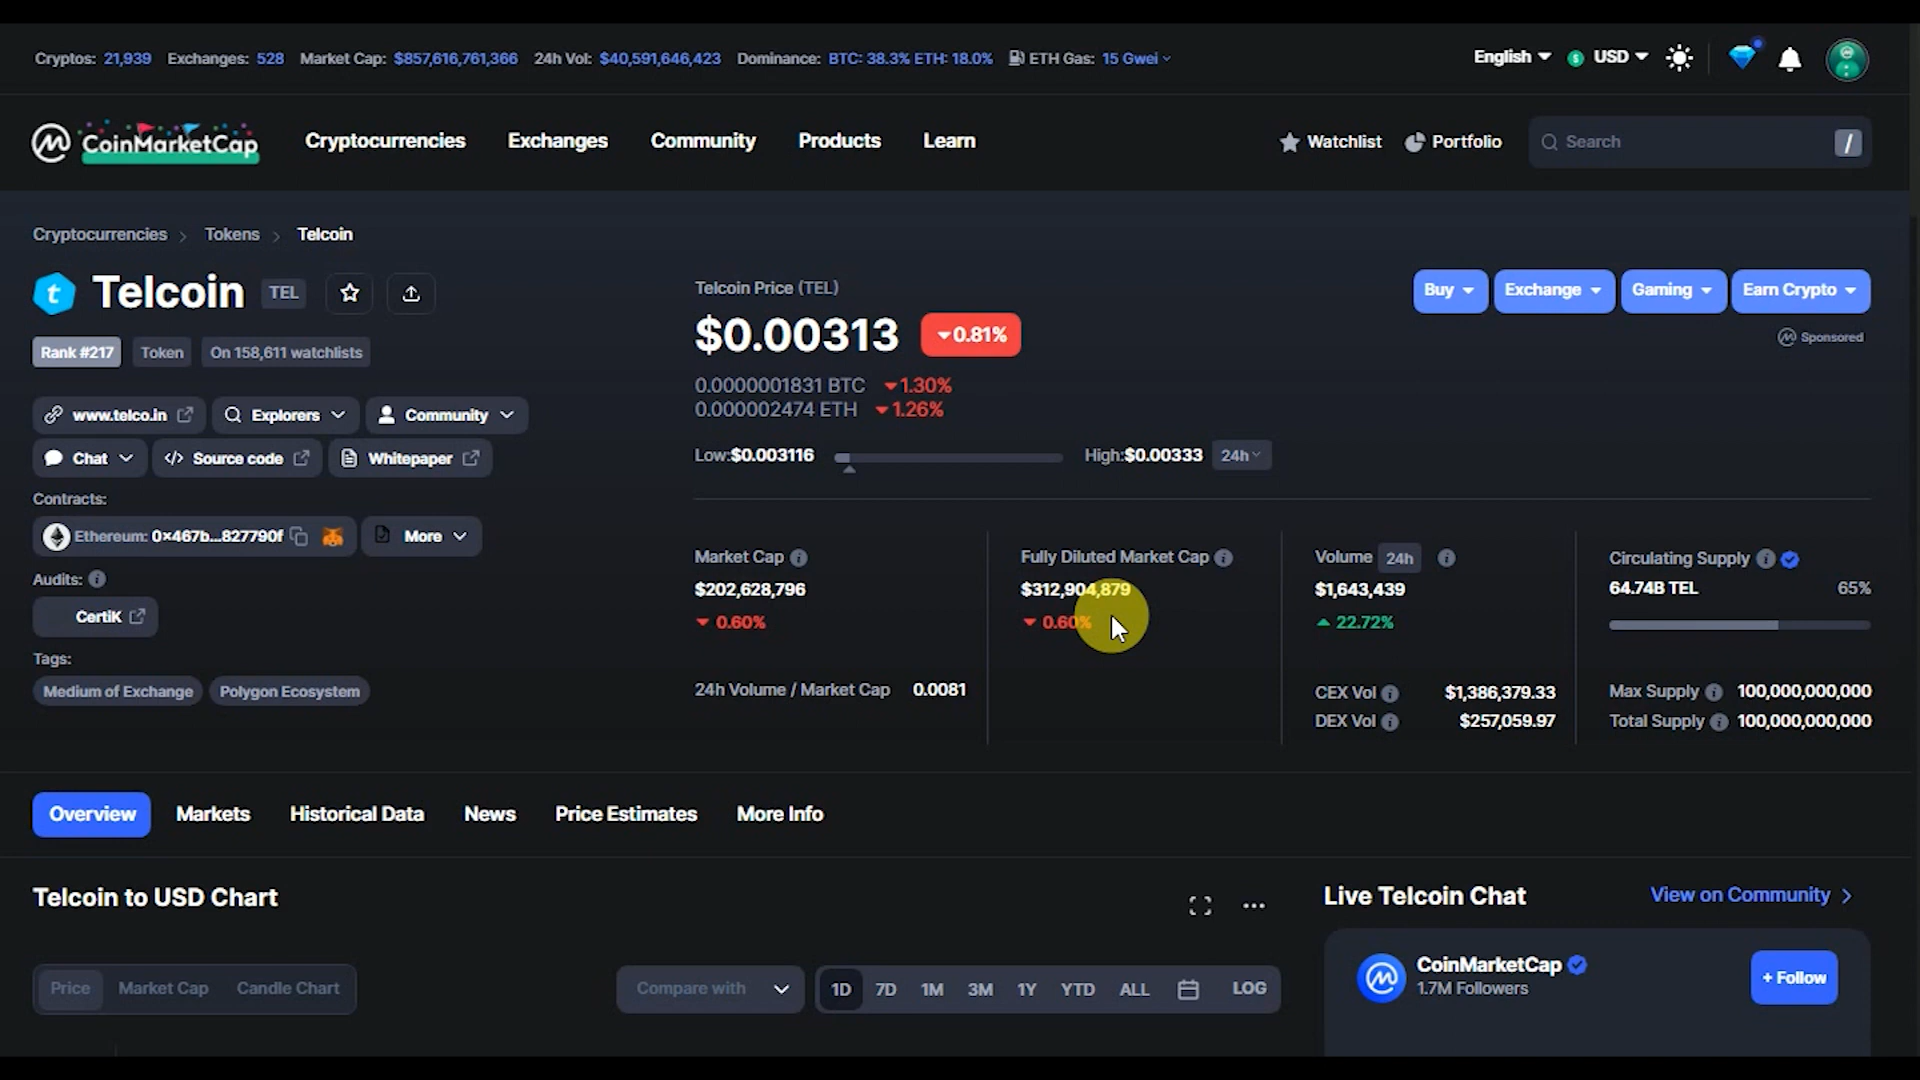 Cryptos: 21,939 Exchanges: 528 Market Cap: $857,616,761,366 24h Vol: $40,591,646,423 Dominance: BTC: 38.3% ETH: 18.0% ETH Gas: 15 Gwei
English USD
CoinMarketCap Cryptocurrencies Exchanges Community Products Learn Watchlist Portfolio Search /
Cryptocurrencies > Tokens > Telcoin
Telcoin TEL
Rank #217 Token On 158,611 watchlists
www.telco.in Explorers Community
Chat Source code Whitepaper
Contracts:
Ethereum: 0x467b...827790f More
Audits:
CertiK
Tags:
Medium of Exchange Polygon Ecosystem
Telcoin Price (TEL)
$0.00313 0.81%
0.0000001831 BTC 1.30%
0.000002474 ETH 1.26%
Low:$0.003116 High:$0.00333 24h
Buy Exchange Gaming Earn Crypto
Sponsored
Market Cap
$202,628,796
0.60%
24h Volume / Market Cap 0.0081
Fully Diluted Market Cap
$312,904,879
0.60%
Volume 24h
$1,643,439
22.72%
CEX Vol $1,386,379.33
DEX Vol $257,059.97
Circulating Supply
64.74B TEL 65%
Max Supply 100,000,000,000
Total Supply 100,000,000,000
Overview Markets Historical Data News Price Estimates More Info
Telcoin to USD Chart
Price Market Cap Candle Chart
Compare with 1D 7D 1M 3M 1Y YTD ALL LOG
Live Telcoin Chat View on Community >
CoinMarketCap
1.7M Followers
+ Follow